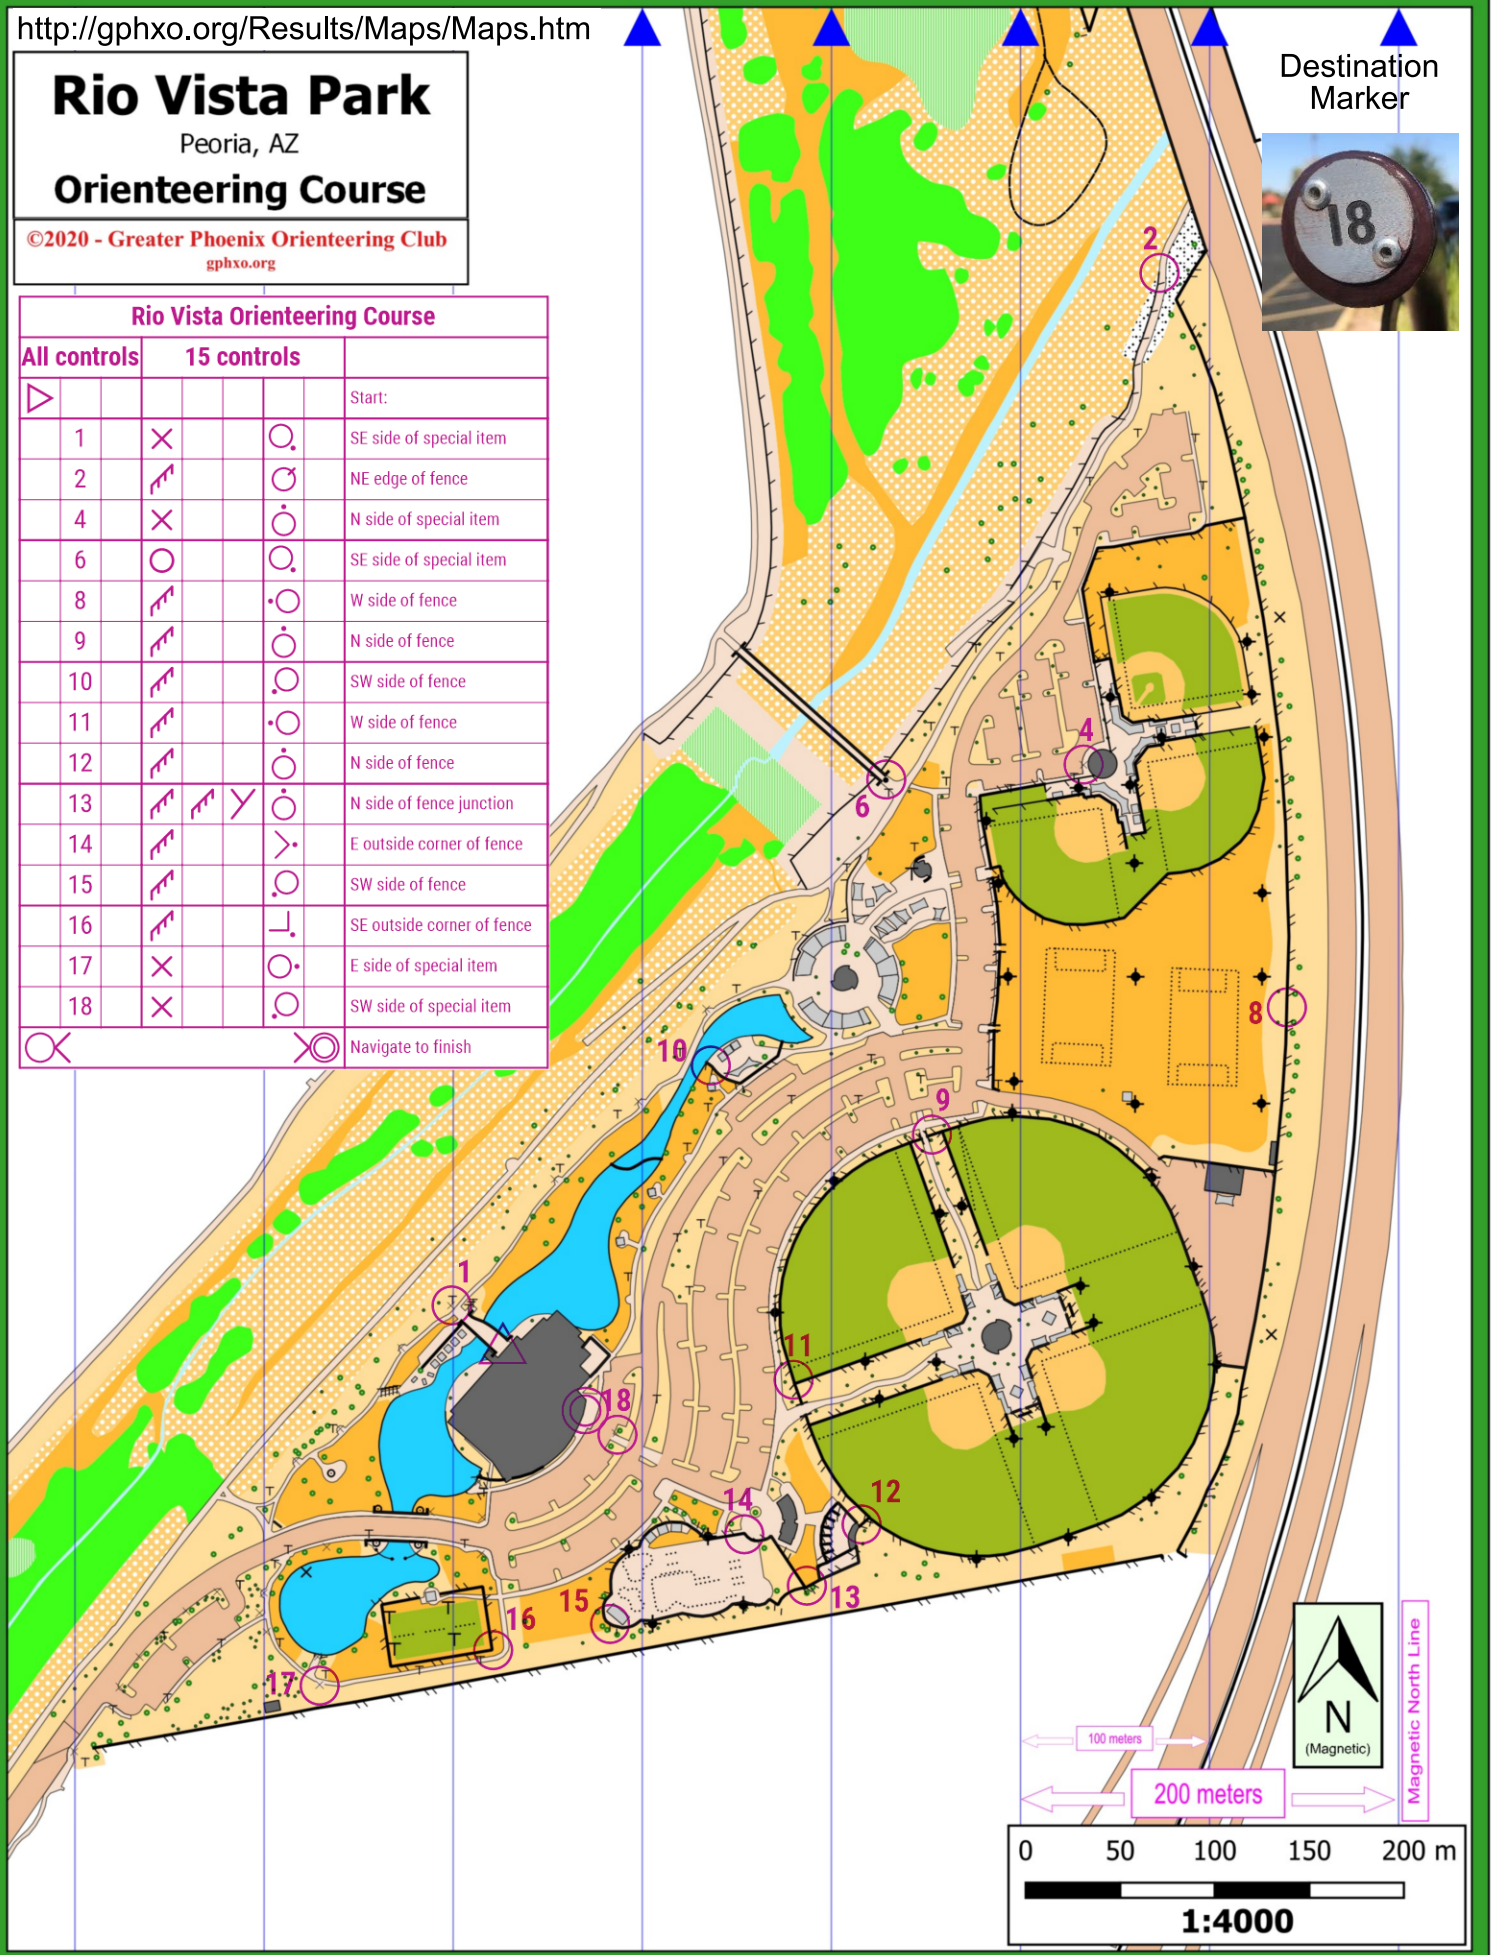 http://gphxo.org/Results/Maps/Maps.htm
Rio Vista Park
Peoria, AZ
Orienteering Course
©2020 - Greater Phoenix Orienteering Club
gphxo.org
Destination
Marker
18
Rio Vista Orienteering Course
All controls 15 controls
Start:
1 SE side of special item
2 NE edge of fence
4 N side of special item
6 SE side of special item
8 W side of fence
9 N side of fence
10 SW side of fence
11 W side of fence
12 N side of fence
13 N side of fence junction
14 E outside corner of fence
15 SW side of fence
16 SE outside corner of fence
17 E side of special item
18 SW side of special item
Navigate to finish
2
4
6
8
10
9
1
11
18
12
14
13
15
16
17
N
(Magnetic)
Magnetic North Line
100 meters
200 meters
0 50 100 150 200 m
1:4000